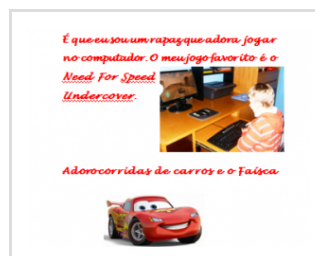 É que eu sou um rapaz que adora jogar
no computador. O meu jogo favorito é o
Need For Speed
Undercover.
Adoro corridas de carros e o Faísca